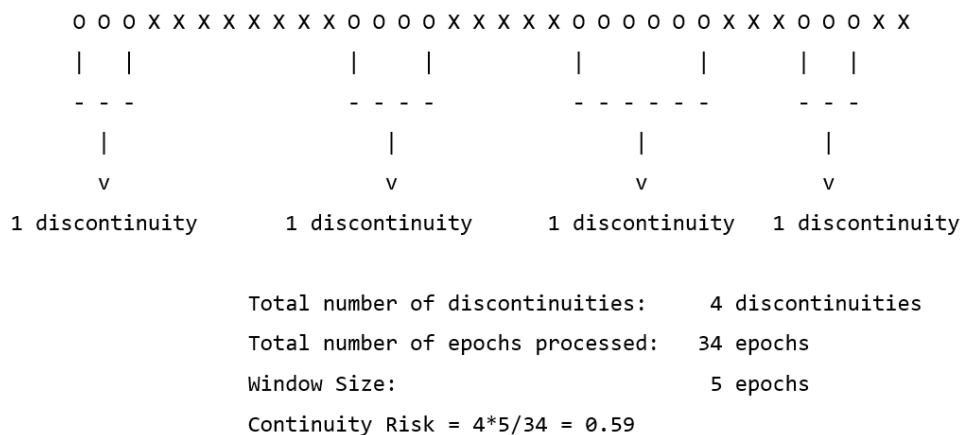 O O O X X X X X X X X O O O O X X X X X O O O O O O X X X O O O X X
| | | | | | | |
- - - - - - - - - - - - - - - -
| | | |
v v v v
1 discontinuity 1 discontinuity 1 discontinuity 1 discontinuity
Total number of discontinuities: 4 discontinuities
Total number of epochs processed: 34 epochs
Window Size: 5 epochs
Continuity Risk = 4*5/34 = 0.59